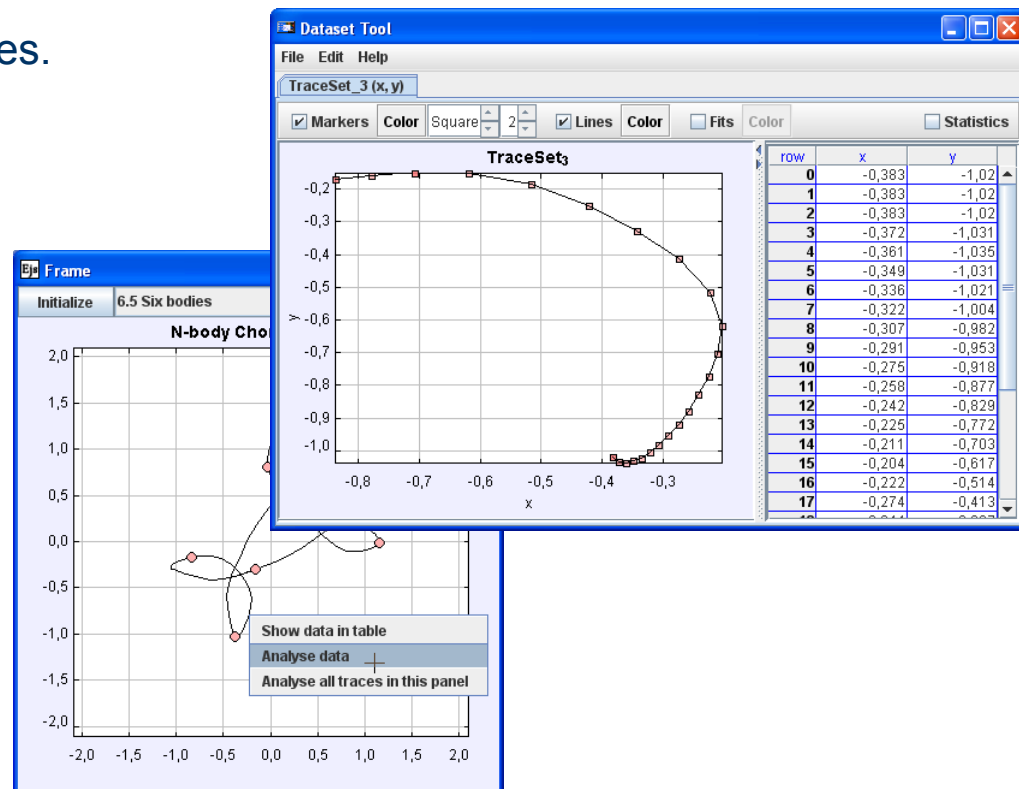 es.
Dataset Tool
File Edit Help
TraceSet_3 (x, y)
Markers Color Square 2 Lines Color Fits Color Statistics
TraceSet3
-0,2
-0,3
-0,4
-0,5
-0,6
-0,7
-0,8
-0,9
-1,0
y
-0,8 -0,7 -0,6 -0,5 -0,4 -0,3
x
row x y
0 -0,383 -1,02
1 -0,383 -1,02
2 -0,383 -1,02
3 -0,372 -1,031
4 -0,361 -1,035
5 -0,349 -1,031
6 -0,336 -1,021
7 -0,322 -1,004
8 -0,307 -0,982
9 -0,291 -0,953
10 -0,275 -0,918
11 -0,258 -0,877
12 -0,242 -0,829
13 -0,225 -0,772
14 -0,211 -0,703
15 -0,204 -0,617
16 -0,222 -0,514
17 -0,274 -0,413
Ejs Frame
Initialize 6.5 Six bodies
N-body Cho
2,0
1,5
1,0
0,5
0,0
-0,5
-1,0
-1,5
-2,0
-2,0 -1,5 -1,0 -0,5 0,0 0,5 1,0 1,5 2,0
Show data in table
Analyse data
Analyse all traces in this panel